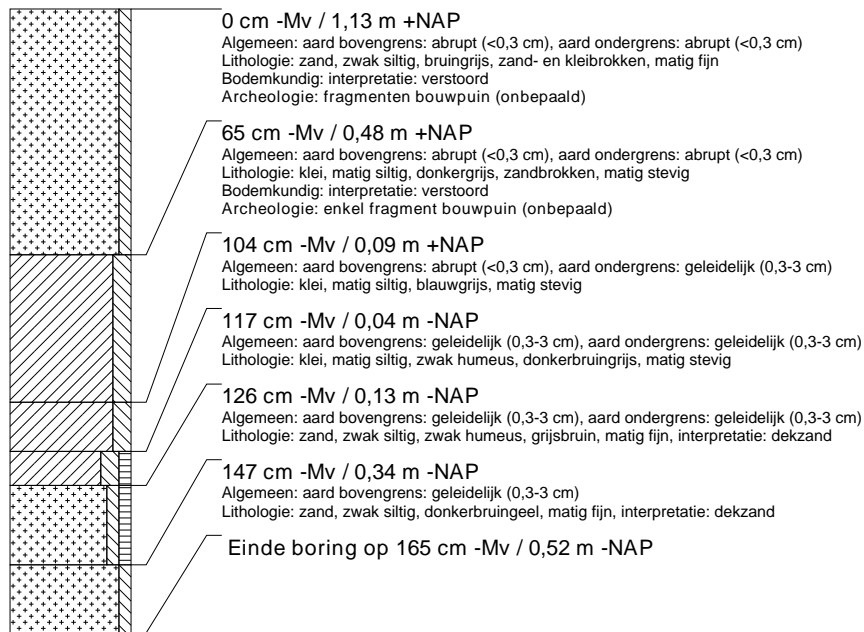 0 cm -Mv / 1,13 m +NAP
Algemeen: aard bovengrens: abrupt (<0,3 cm), aard ondergrens: abrupt (<0,3 cm)
Lithologie: zand, zwak siltig, bruingrijs, zand- en kleibrokken, matig fijn
Bodemkundig: interpretatie: verstoord
Archeologie: fragmenten bouwpuin (onbepaald)
65 cm -Mv / 0,48 m +NAP
Algemeen: aard bovengrens: abrupt (<0,3 cm), aard ondergrens: abrupt (<0,3 cm)
Lithologie: klei, matig siltig, donkergrijs, zandbrokken, matig stevig
Bodemkundig: interpretatie: verstoord
Archeologie: enkel fragment bouwpuin (onbepaald)
104 cm -Mv / 0,09 m +NAP
Algemeen: aard bovengrens: abrupt (<0,3 cm), aard ondergrens: geleidelijk (0,3-3 cm)
Lithologie: klei, matig siltig, blauwgrijs, matig stevig
117 cm -Mv / 0,04 m -NAP
Algemeen: aard bovengrens: geleidelijk (0,3-3 cm), aard ondergrens: geleidelijk (0,3-3 cm)
Lithologie: klei, matig siltig, zwak humeus, donkerbruingrijs, matig stevig
126 cm -Mv / 0,13 m -NAP
Algemeen: aard bovengrens: geleidelijk (0,3-3 cm), aard ondergrens: geleidelijk (0,3-3 cm)
Lithologie: zand, zwak siltig, zwak humeus, grijsbruin, matig fijn, interpretatie: dekzand
147 cm -Mv / 0,34 m -NAP
Algemeen: aard bovengrens: geleidelijk (0,3-3 cm)
Lithologie: zand, zwak siltig, donkerbruingeel, matig fijn, interpretatie: dekzand
Einde boring op 165 cm -Mv / 0,52 m -NAP